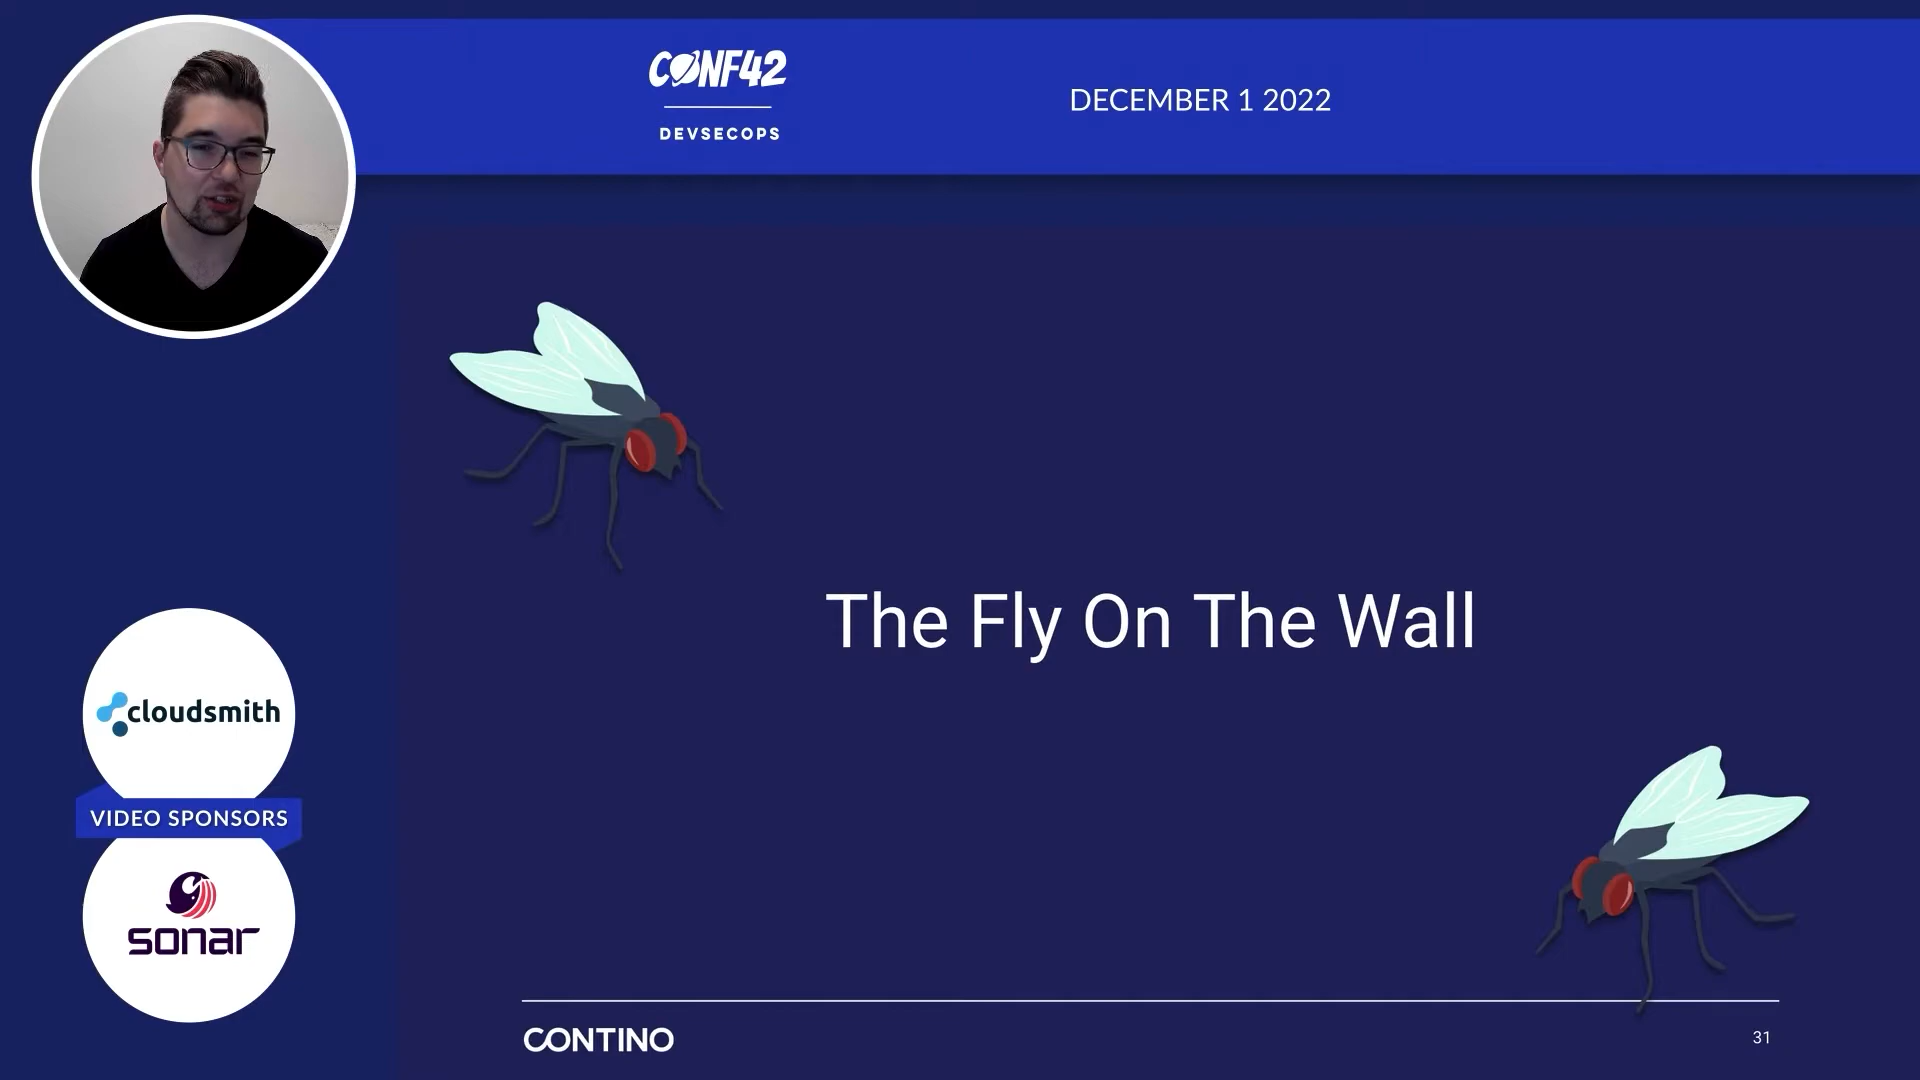 CONF42
DEVSECOPS
DECEMBER 1 2022
The Fly On The Wall
cloudsmith
VIDEO SPONSORS
sonar
CONTINO
31